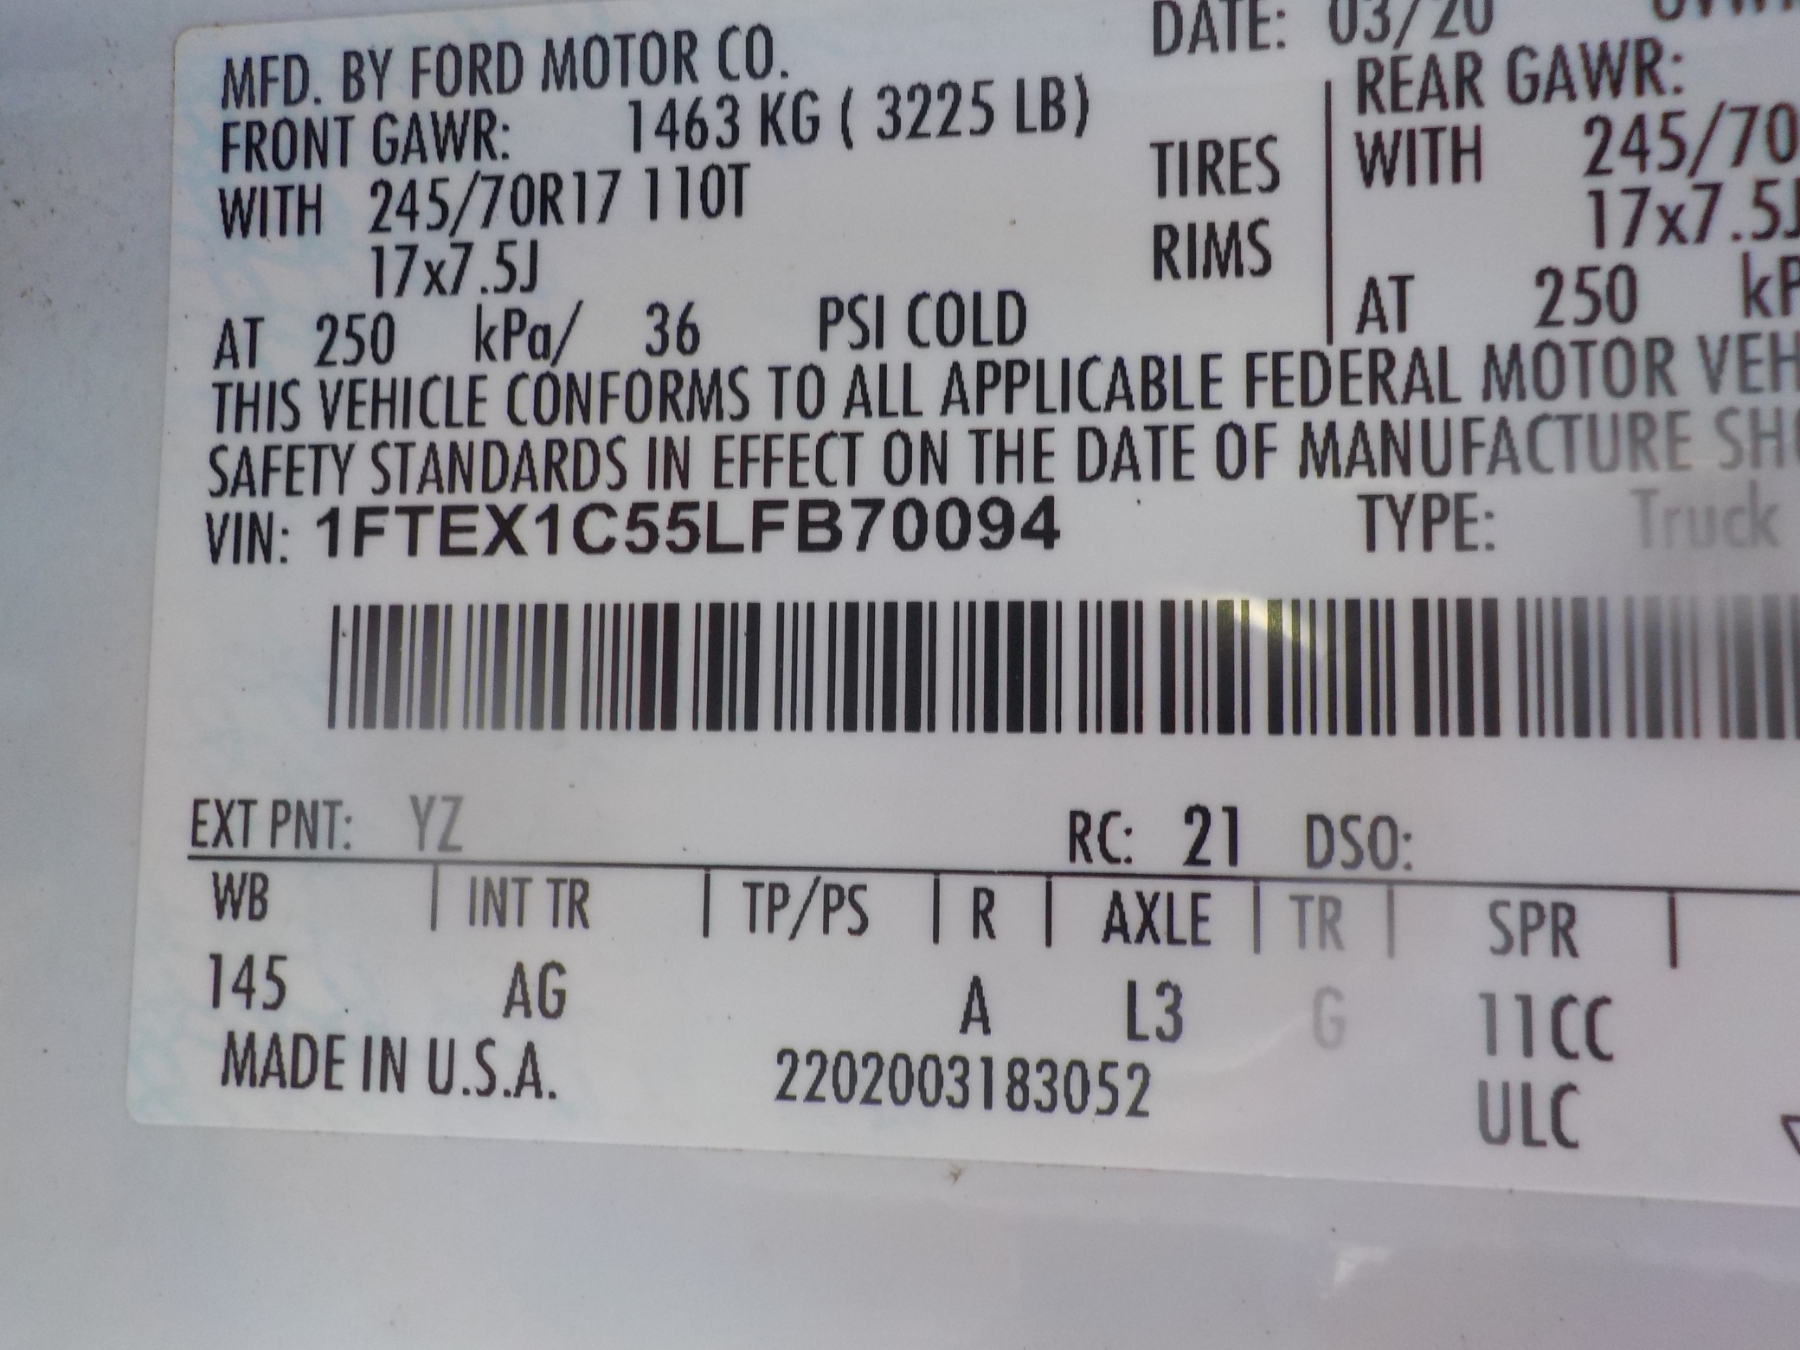 MFD. BY FORD MOTOR CO. DATE: 03/20
FRONT GAWR: 1463 KG ( 3225 LB) REAR GAWR:
WITH 245/70R17 110T TIRES WITH 245/70
17x7.5J RIMS 17x7.5J
AT 250 kPa/ 36 PSI COLD AT 250 kP
THIS VEHICLE CONFORMS TO ALL APPLICABLE FEDERAL MOTOR VEH
SAFETY STANDARDS IN EFFECT ON THE DATE OF MANUFACTURE SHO
VIN: 1FTEX1C55LFB70094 TYPE: Truck
EXT PNT: YZ RC: 21 DSO:
WB | INT TR | TP/PS | R | AXLE | TR | SPR |
145 AG A L3 G 11CC
MADE IN U.S.A. 2202003183052 ULC